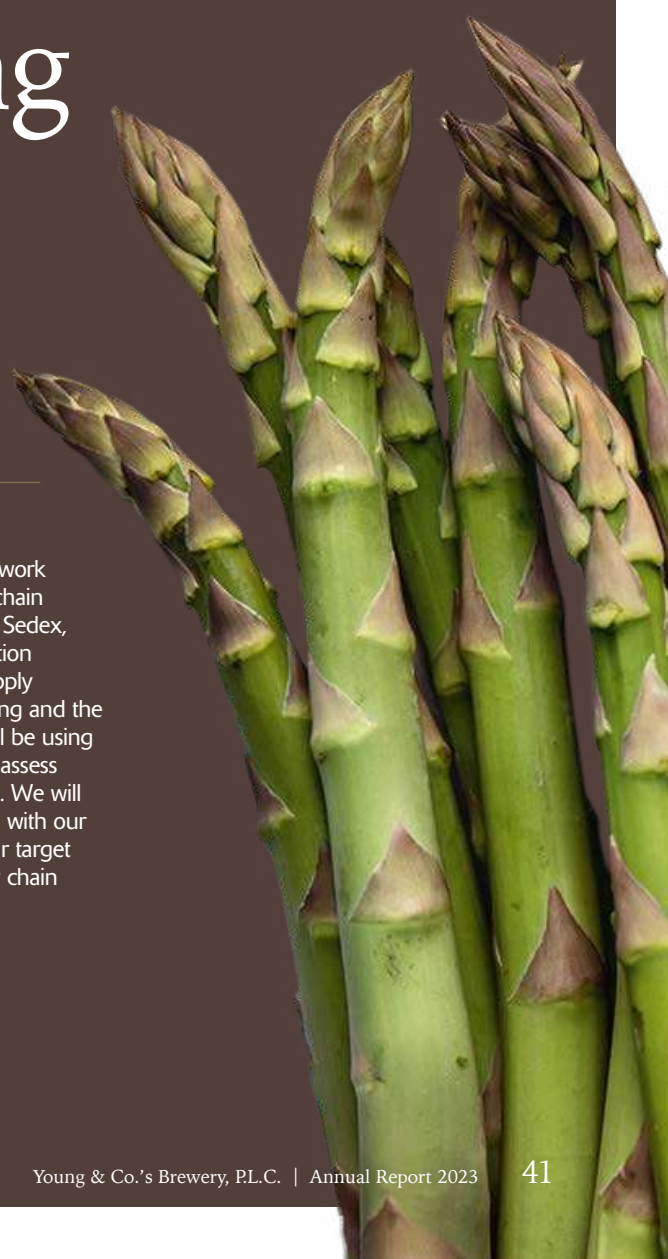 ng
work
chain
Sedex,
tion
pply
ng and the
l be using
assess
. We will
with our
r target
chain
Young & Co.'s Brewery, P.L.C. | Annual Report 2023 41